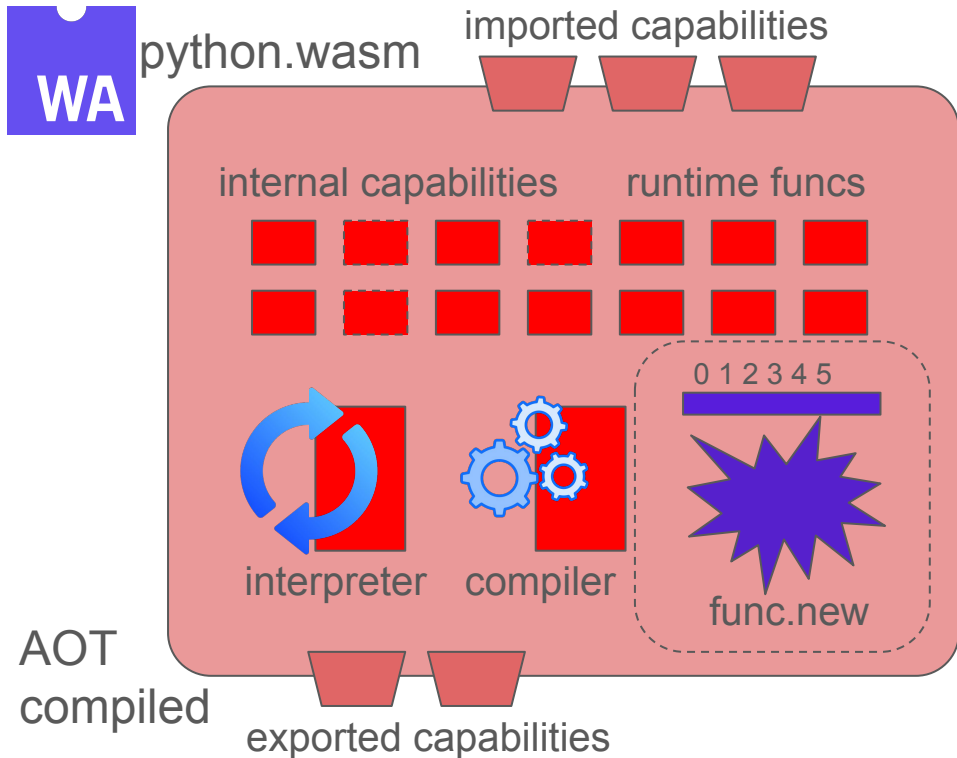 imported capabilities
python.wasm
WA
internal capabilities
runtime funcs
0 1 2 3 4 5
interpreter
compiler
func.new
AOT
compiled
exported capabilities